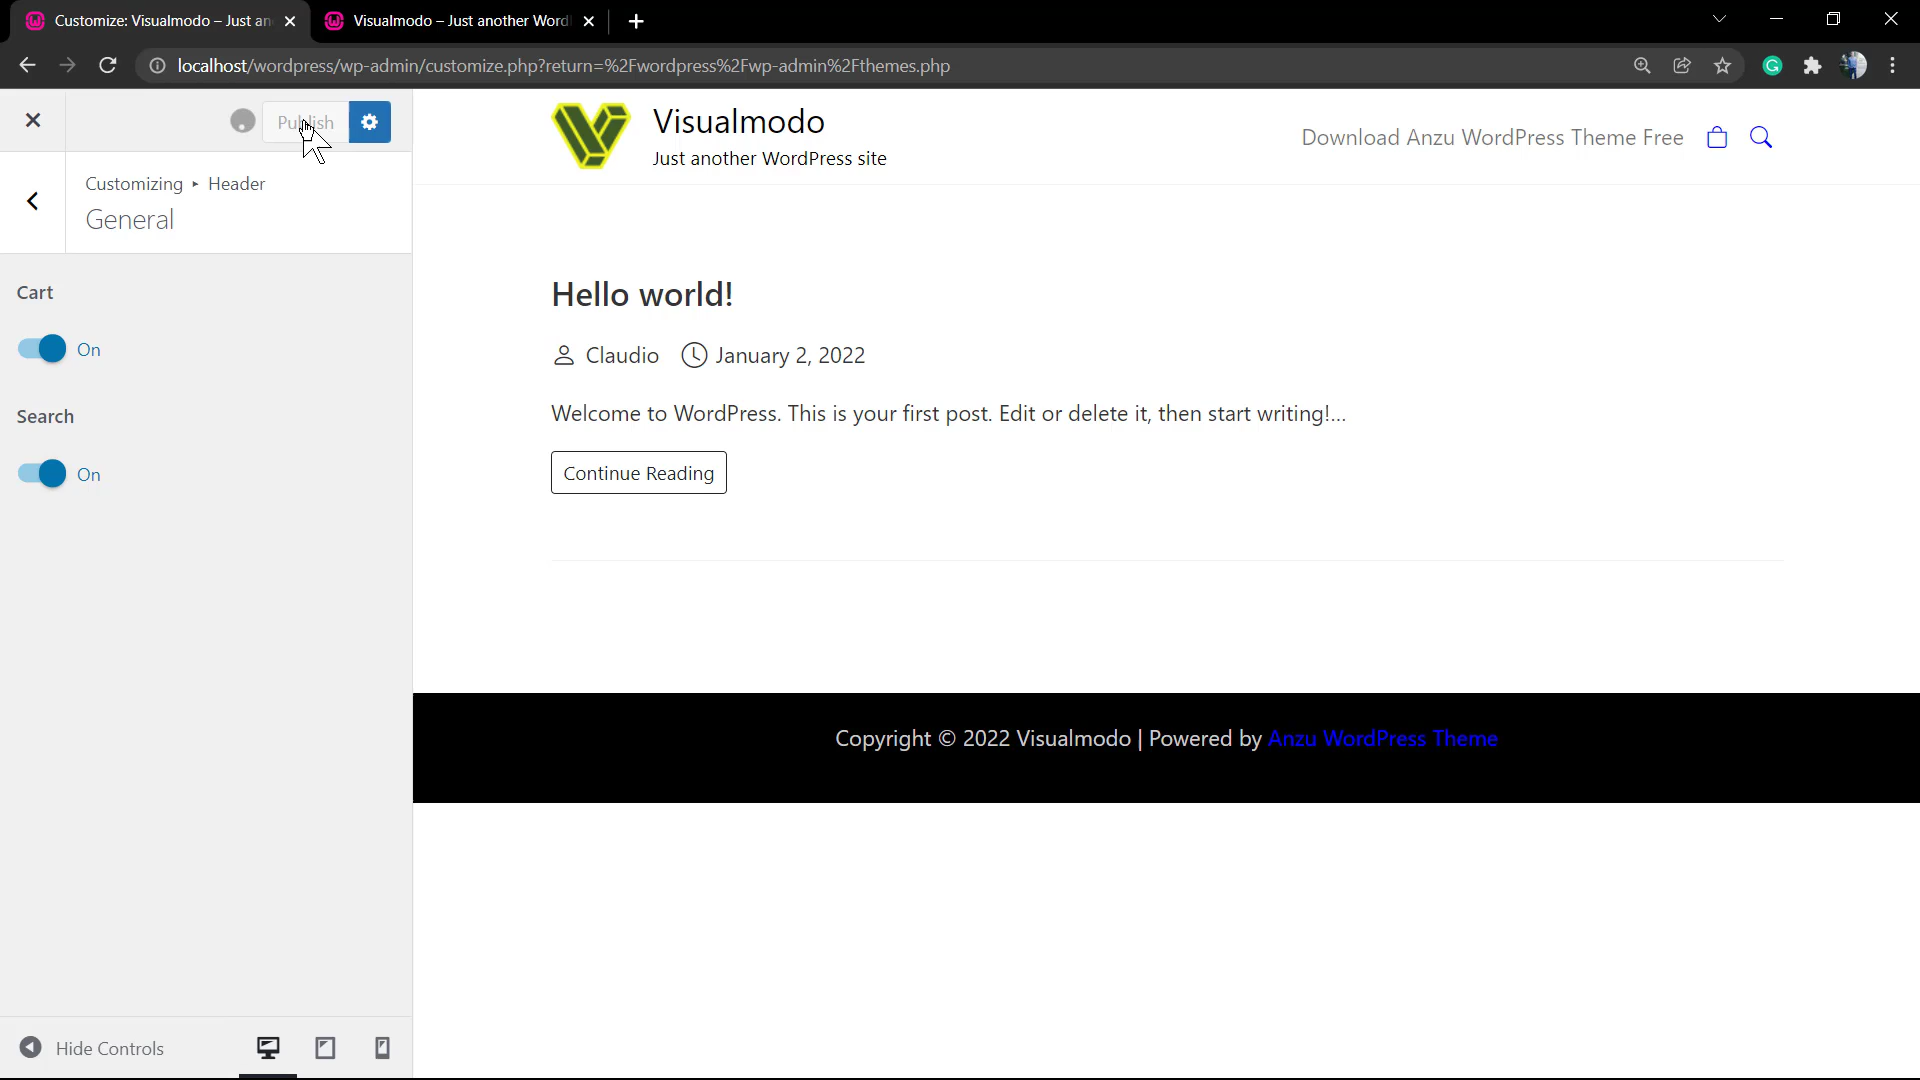 Customize: Visualmodo – Just an
Visualmodo – Just another Word
localhost/wordpress/wp-admin/customize.php?return=%2Fwordpress%2Fwp-admin%2Fthemes.php
Publish
Customizing ▸ Header
General
Cart
On
Search
On
Hide Controls
Visualmodo
Just another WordPress site
Download Anzu WordPress Theme Free
Hello world!
Claudio January 2, 2022
Welcome to WordPress. This is your first post. Edit or delete it, then start writing!...
Continue Reading
Copyright © 2022 Visualmodo | Powered by Anzu WordPress Theme